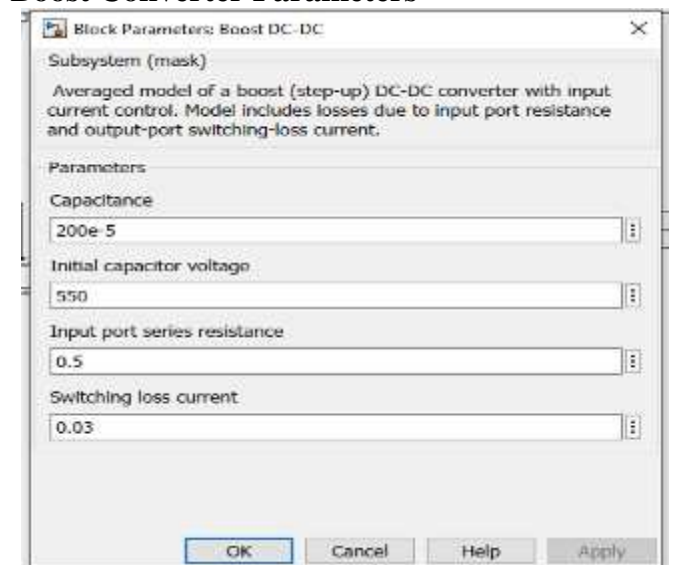 Boost Converter Parameters
Block Parameters: Boost DC-DC
Subsystem (mask)
Averaged model of a boost (step-up) DC-DC converter with input
current control. Model includes losses due to input port resistance
and output-port switching-loss current.
Parameters
Capacitance
200e-5
Initial capacitor voltage
550
Input port series resistance
0.5
Switching loss current
0.03
OK Cancel Help Apply